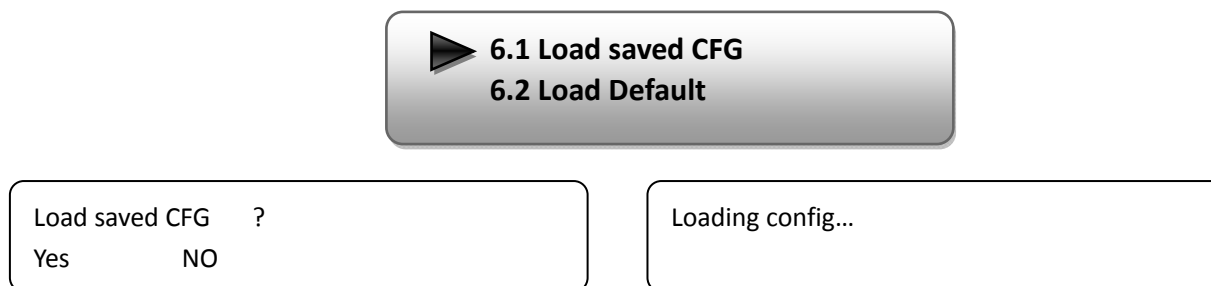 6.1 Load saved CFG
6.2 Load Default
Load saved CFG ?
Yes NO
Loading config...